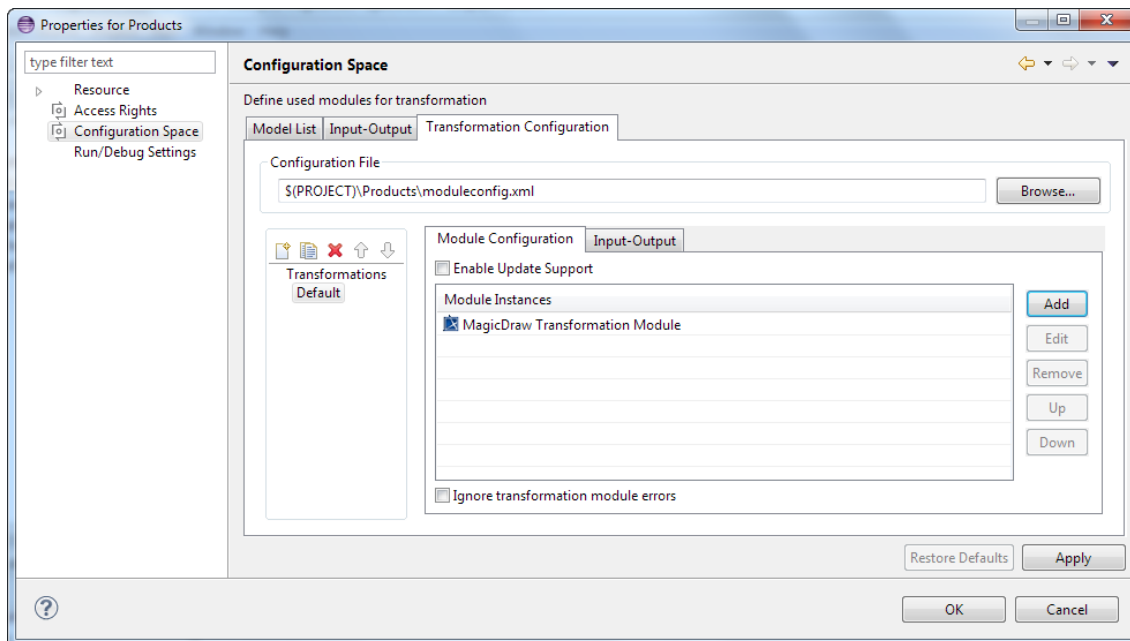 Properties for Products
type filter text
Resource
Access Rights
Configuration Space
Run/Debug Settings
Configuration Space
Define used modules for transformation
Model List Input-Output Transformation Configuration
Configuration File
$(PROJECT)\Products\moduleconfig.xml Browse...
Transformations
Default
Module Configuration Input-Output
Enable Update Support
Module Instances
MagicDraw Transformation Module
Add
Edit
Remove
Up
Down
Ignore transformation module errors
Restore Defaults Apply
OK Cancel